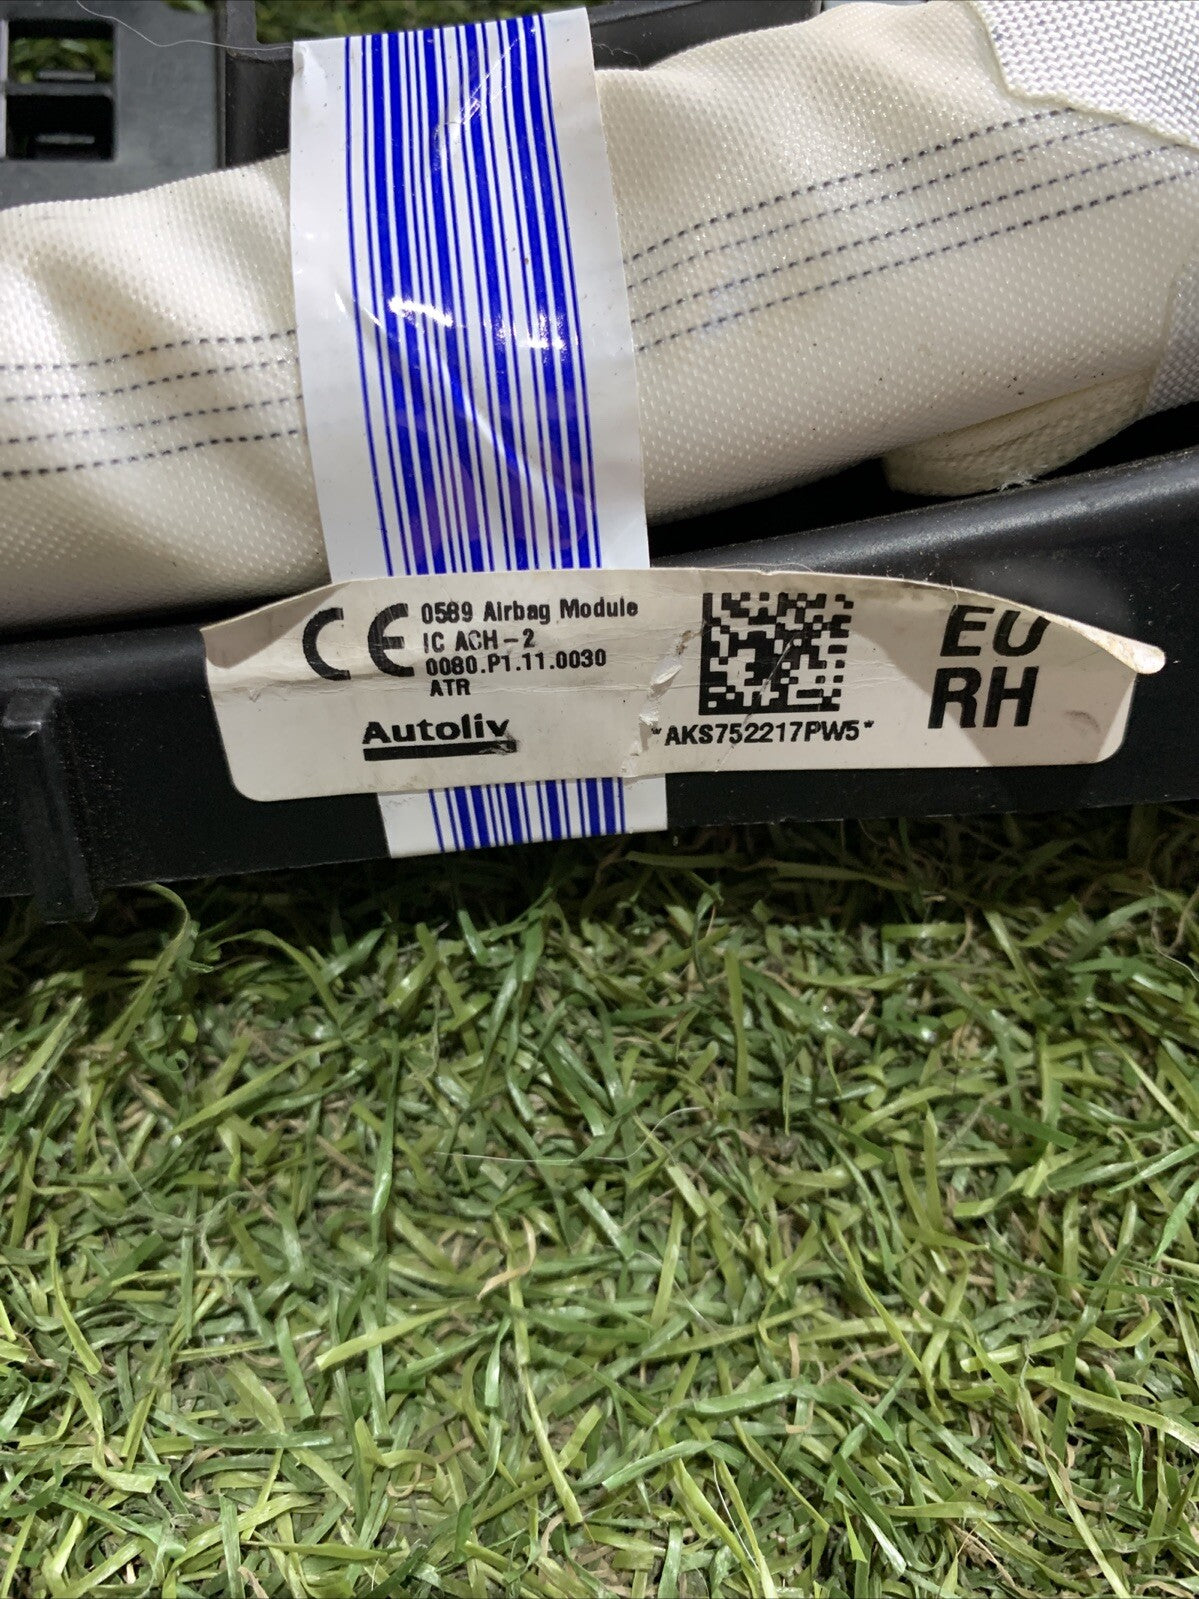 CE 0589 Airbag Module
IC ACH-2
0080.P1.11.0030
ATR
Autoliv
*AKS752217PW5*
EU
RH